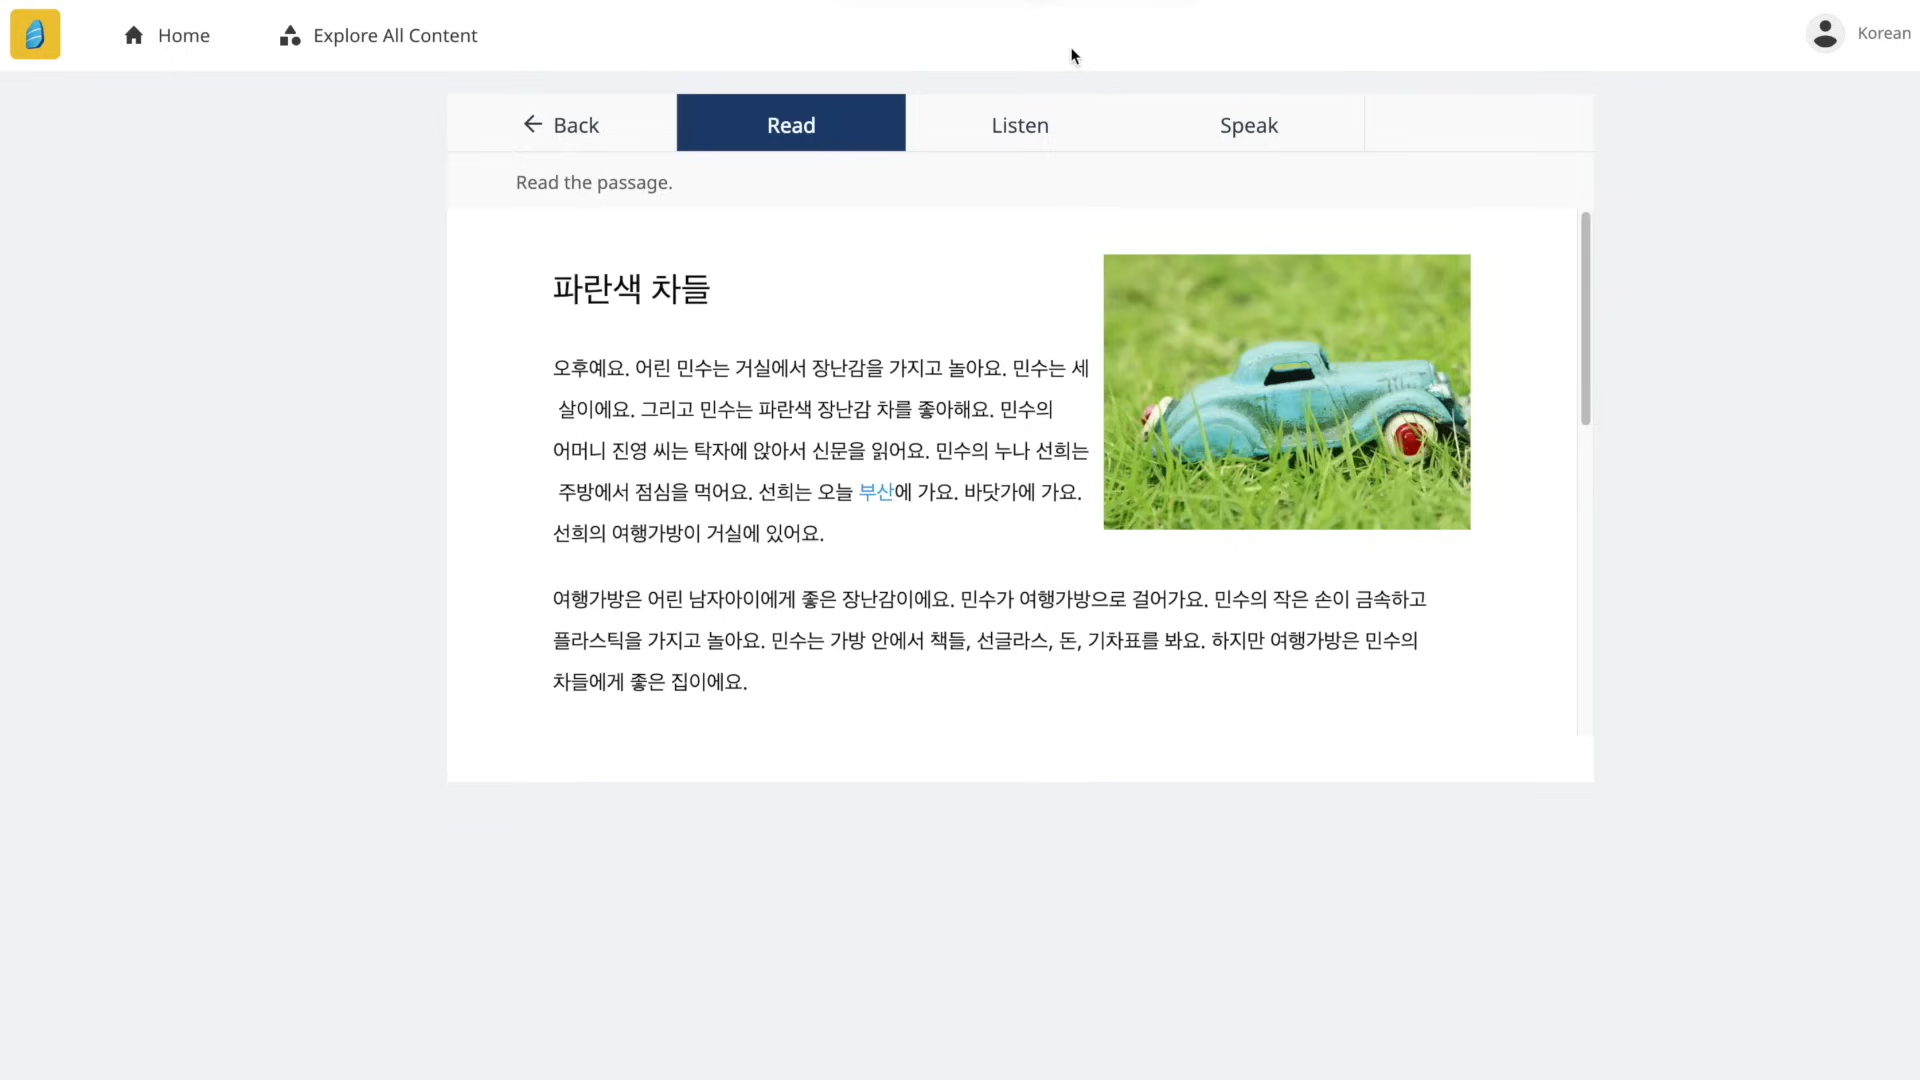 Home
Explore All Content
Korean
Back
Read
Listen
Speak
Read the passage.
파란색 차들
오후예요. 어린 민수는 거실에서 장난감을 가지고 놀아요. 민수는 세
살이에요. 그리고 민수는 파란색 장난감 차를 좋아해요. 민수의
어머니 진영 씨는 탁자에 앉아서 신문을 읽어요. 민수의 누나 선희는
주방에서 점심을 먹어요. 선희는 오늘 부산에 가요. 바닷가에 가요.
선희의 여행가방이 거실에 있어요.
여행가방은 어린 남자아이에게 좋은 장난감이에요. 민수가 여행가방으로 걸어가요. 민수의 작은 손이 금속하고
플라스틱을 가지고 놀아요. 민수는 가방 안에서 책들, 선글라스, 돈, 기차표를 봐요. 하지만 여행가방은 민수의
차들에게 좋은 집이에요.